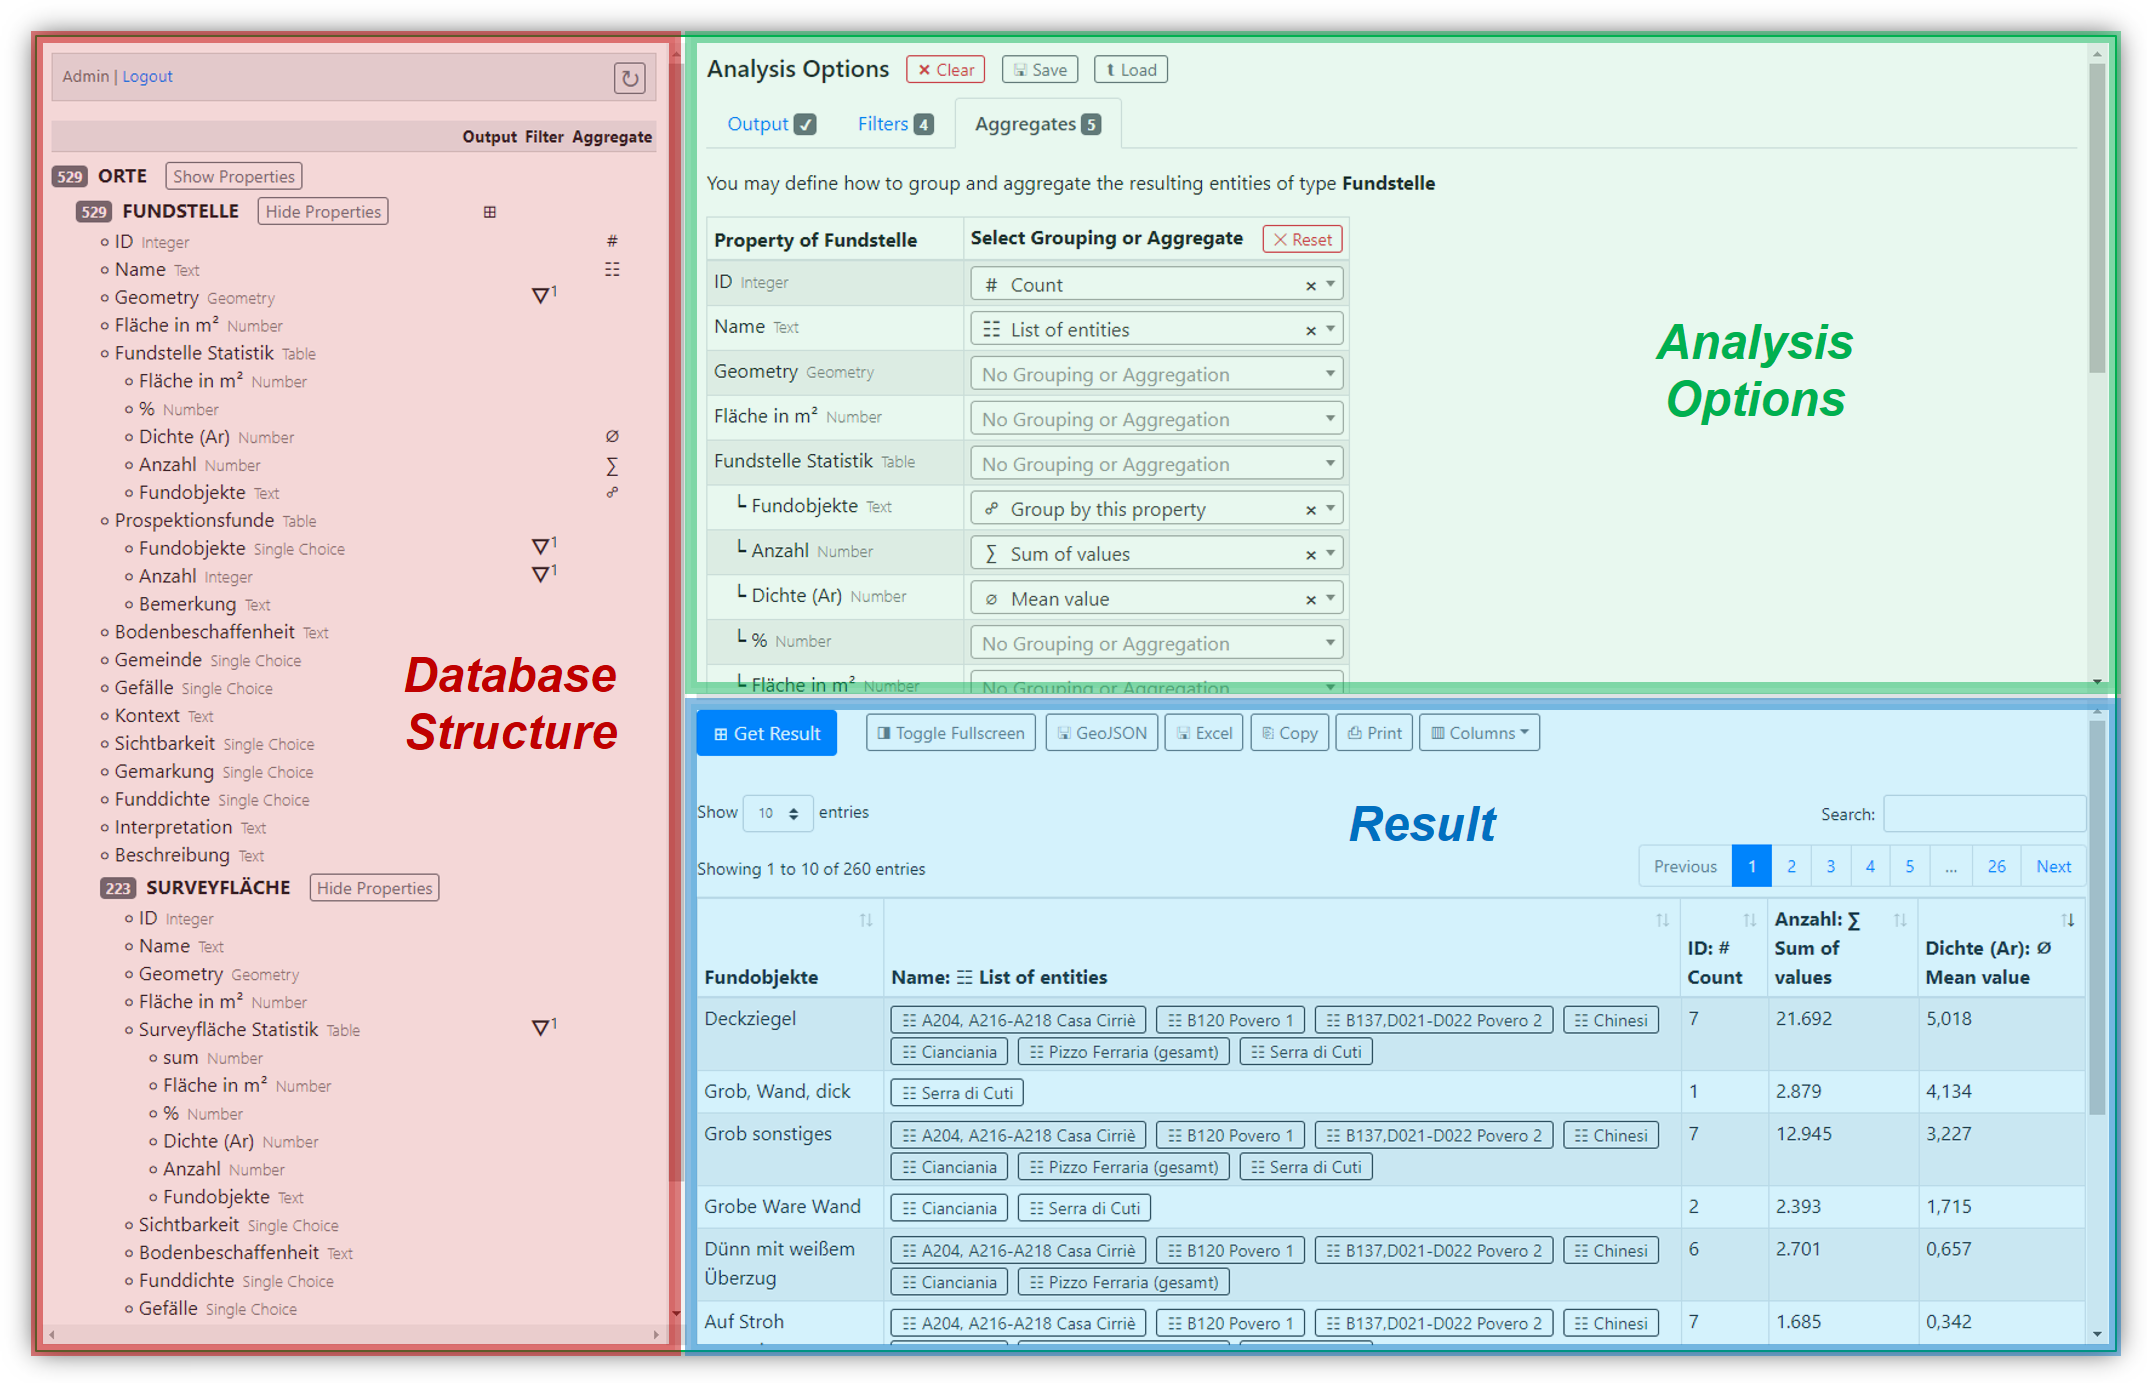 Admin | Logout
Output Filter Aggregate
529 ORTE Show Properties
529 FUNDSTELLE Hide Properties
ID Integer #
Name Text
Geometry Geometry 1
Fläche in m² Number
Fundstelle Statistik Table
Fläche in m² Number
% Number
Dichte (Ar) Number Ø
Anzahl Number ∑
Fundobjekte Text
Prospektionsfunde Table
Fundobjekte Single Choice 1
Anzahl Integer 1
Bemerkung Text
Bodenbeschaffenheit Text
Gemeinde Single Choice
Gefälle Single Choice
Kontext Text
Sichtbarkeit Single Choice
Gemarkung Single Choice
Funddichte Single Choice
Interpretation Text
Beschreibung Text
223 SURVEYFLÄCHE Hide Properties
ID Integer
Name Text
Geometry Geometry
Fläche in m² Number
Surveyfläche Statistik Table 1
sum Number
Fläche in m² Number
% Number
Dichte (Ar) Number
Anzahl Number
Fundobjekte Text
Sichtbarkeit Single Choice
Bodenbeschaffenheit Text
Funddichte Single Choice
Gefälle Single Choice
Database
Structure
Analysis Options × Clear Save Load
Output ✓ Filters 4 Aggregates 5
You may define how to group and aggregate the resulting entities of type Fundstelle
Property of Fundstelle Select Grouping or Aggregate × Reset
ID Integer # Count ×
Name Text List of entities ×
Geometry Geometry No Grouping or Aggregation
Fläche in m² Number No Grouping or Aggregation
Fundstelle Statistik Table No Grouping or Aggregation
Fundobjekte Text Group by this property ×
Anzahl Number ∑ Sum of values ×
Dichte (Ar) Number Ø Mean value ×
% Number No Grouping or Aggregation
Fläche in m² Number No Grouping or Aggregation
Analysis
Options
Get Result Toggle Fullscreen GeoJSON Excel Copy Print Columns
Show 10 entries Search:
Result
Showing 1 to 10 of 260 entries Previous 1 2 3 4 5 ... 26 Next
Fundobjekte Name: List of entities ID: # Count Anzahl: ∑ Sum of values Dichte (Ar): Ø Mean value
Deckziegel A204, A216-A218 Casa Cirriè B120 Povero 1 B137,D021-D022 Povero 2 Chinesi 7 21.692 5,018
Cianciania Pizzo Ferraria (gesamt) Serra di Cuti
Grob, Wand, dick Serra di Cuti 1 2.879 4,134
Grob sonstiges A204, A216-A218 Casa Cirriè B120 Povero 1 B137,D021-D022 Povero 2 Chinesi 7 12.945 3,227
Cianciania Pizzo Ferraria (gesamt) Serra di Cuti
Grobe Ware Wand Cianciania Serra di Cuti 2 2.393 1,715
Dünn mit weißem A204, A216-A218 Casa Cirriè B120 Povero 1 B137,D021-D022 Povero 2 Chinesi 6 2.701 0,657
Überzug Cianciania Pizzo Ferraria (gesamt)
Auf Stroh A204, A216-A218 Casa Cirriè B120 Povero 1 B137,D021-D022 Povero 2 Chinesi 7 1.685 0,342